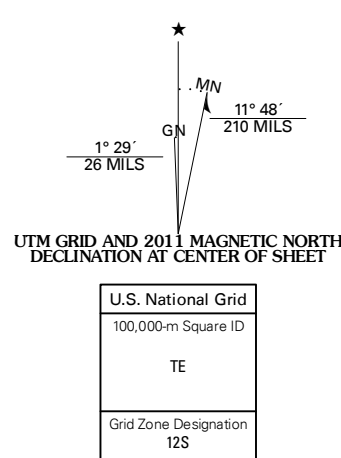 MN
11° 48´
210 MILS
GN
1° 29´
26 MILS
UTM GRID AND 2011 MAGNETIC NORTH
DECLINATION AT CENTER OF SHEET
U.S. National Grid
100,000-m Square ID
TE
Grid Zone Designation
12S